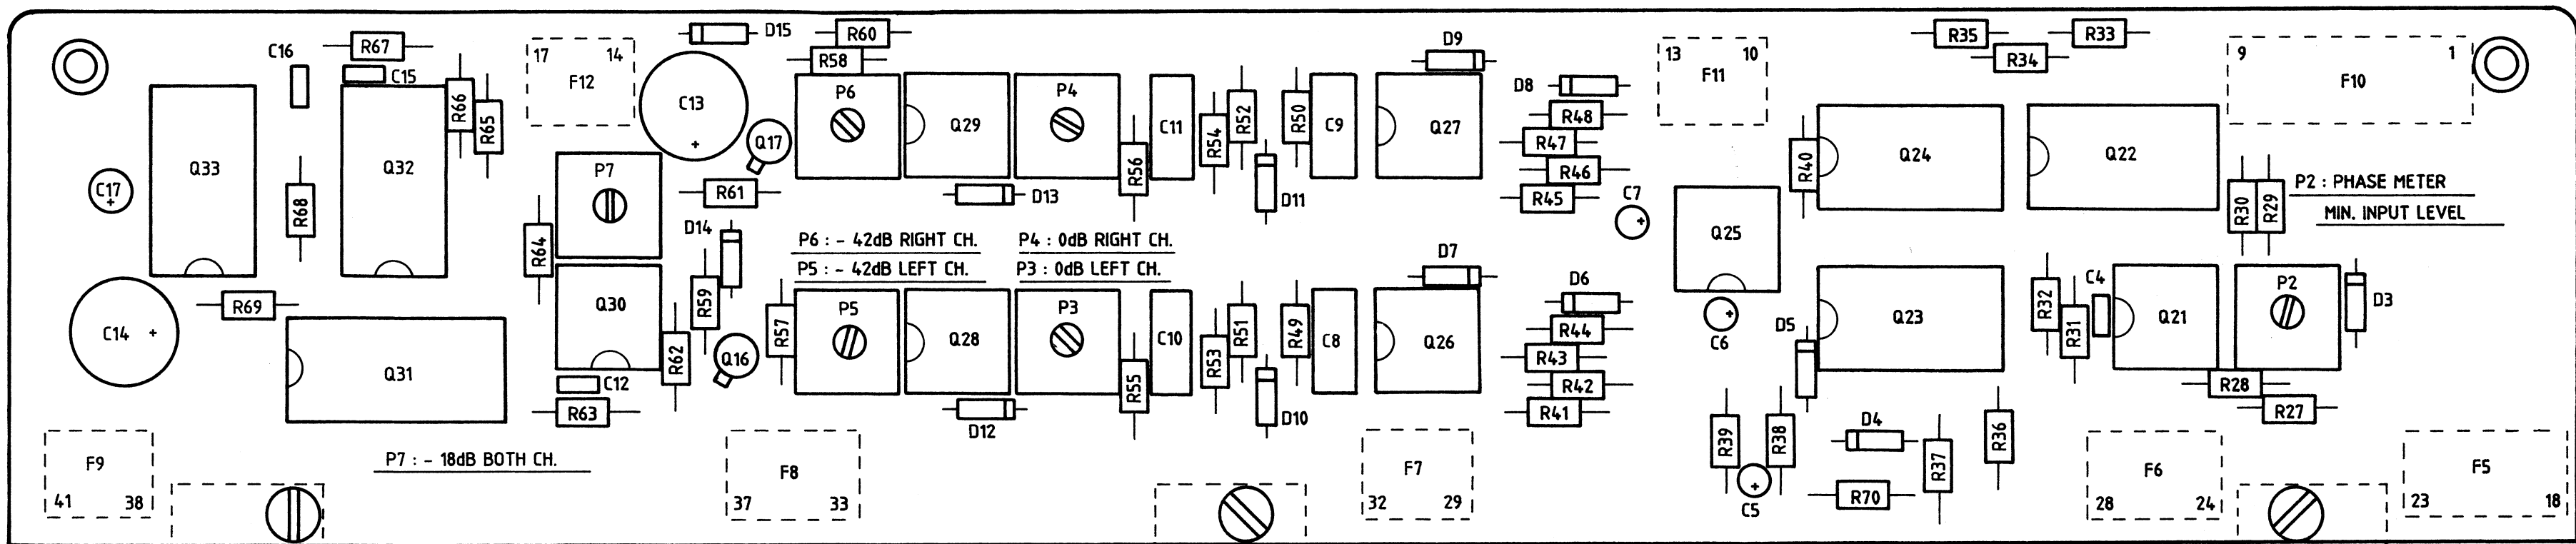 C16
R67
C15
R66
R65
17 14
F12
D15
C13
+
Q17
R60
R58
P6
Q29
P4
C11
R56
R54
R52
R50
C9
Q27
D9
D8
R48
R47
R46
R45
13 10
F11
C7
+
R35
R34
R33
9 1
F10
Q33
Q32
C17
+
R68
P7
R61
D13
D11
R40
Q24
Q22
R30
R29
P2 : PHASE METER
MIN. INPUT LEVEL
R64
D14
P6 : - 42dB RIGHT CH.
P4 : 0dB RIGHT CH.
P5 : - 42dB LEFT CH.
P3 : 0dB LEFT CH.
D7
Q25
C14 +
R69
Q30
R59
R62
Q31
C12
R63
Q16
R57
P5
Q28
P3
C10
R55
R53
R51
R49
C8
Q26
D12
D10
D6
R44
R43
R42
R41
+
C6
D5
Q23
R32
R31
C4
Q21
P2
D3
R28
R27
R39
R38
+
C5
D4
R70
R37
R36
F9
41 38
P7 : - 18dB BOTH CH.
F8
37 33
F7
32 29
F6
28 24
F5
23 18